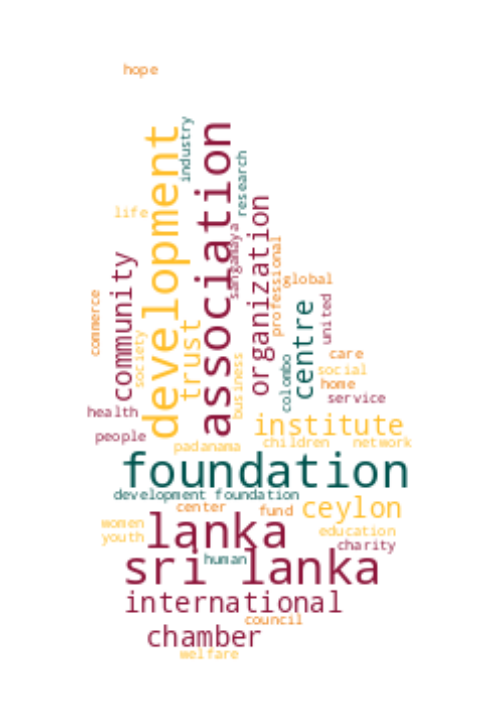 hope
industry
development
association
research
life
organization
sangamaya
professional
community
global
commerce
united
centre
trust
society
care
business
colombo
social
home
service
health
institute
people
children
network
padanama
foundation
development foundation
center
fund
ceylon
lanka
women
youth
education
charity
human
sri lanka
international
council
chamber
welfare